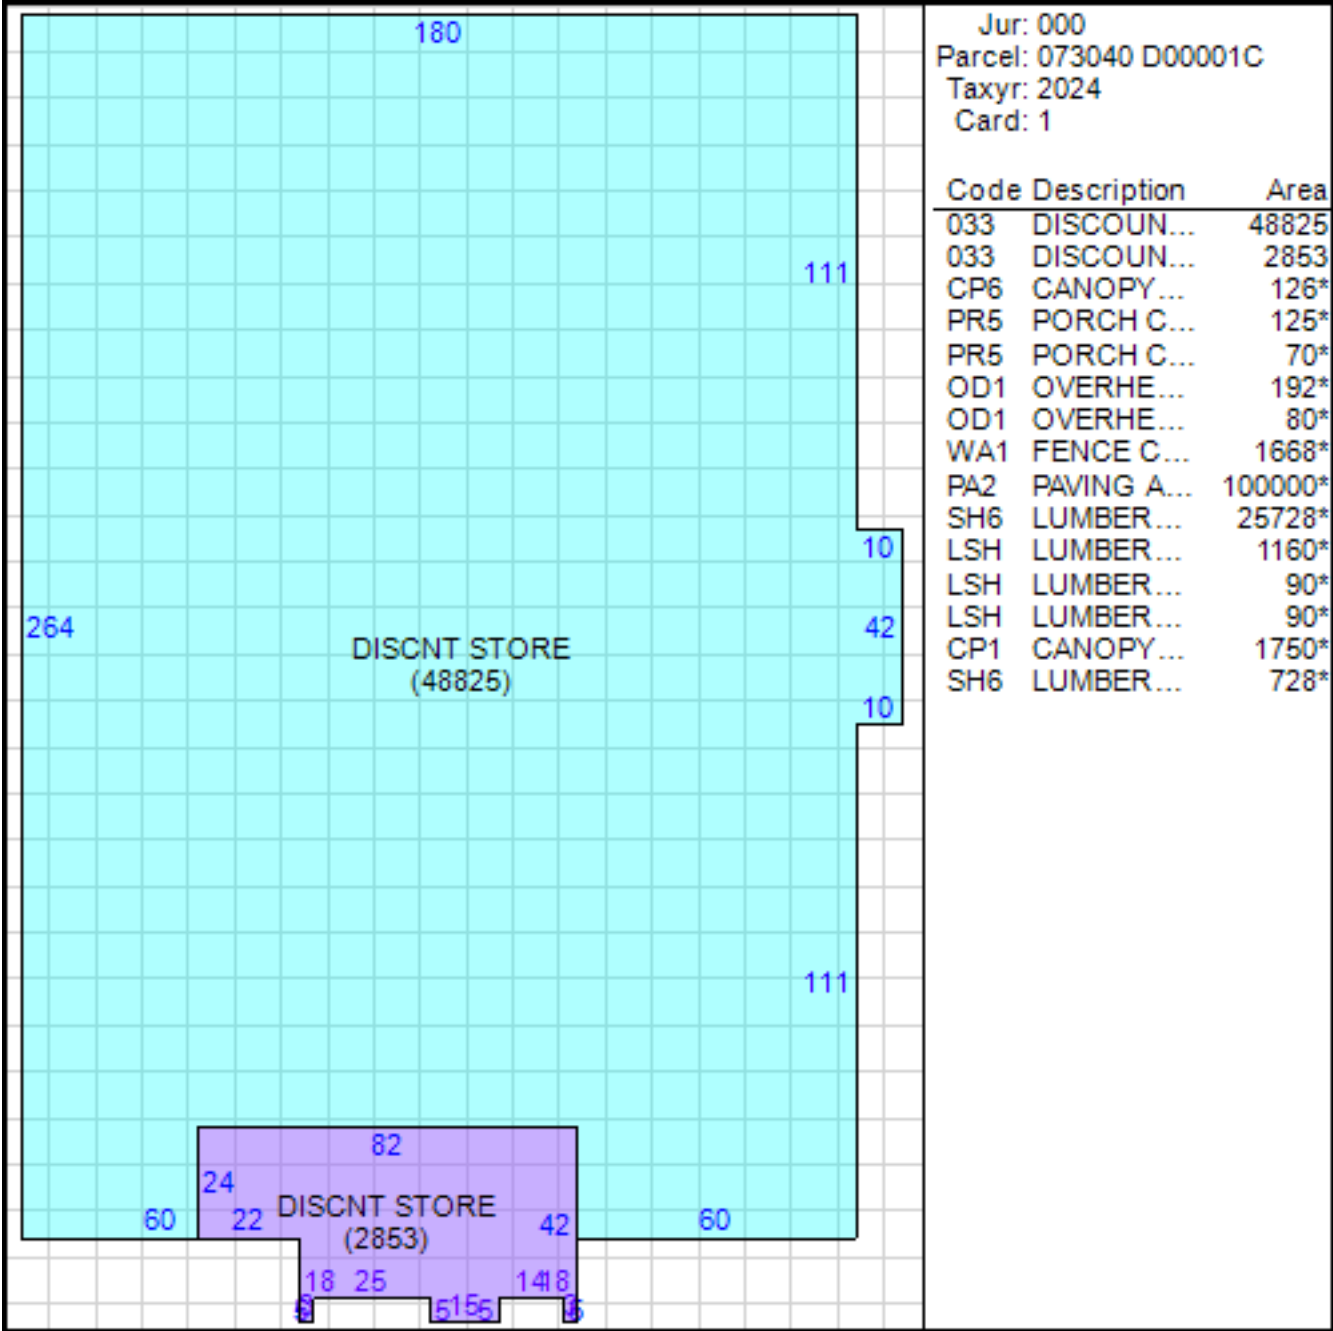 180
111
10
264
42
DISCNT STORE
(48825)
10
111
82
24
DISCNT STORE
60 22 42 60
(2853)
18 25 14 18
5 15 5
Jur: 000
Parcel: 073040 D00001C
Taxyr: 2024
Card: 1
Code Description Area
033 DISCOUN... 48825
033 DISCOUN... 2853
CP6 CANOPY... 126*
PR5 PORCH C... 125*
PR5 PORCH C... 70*
OD1 OVERHE... 192*
OD1 OVERHE... 80*
WA1 FENCE C... 1668*
PA2 PAVING A... 100000*
SH6 LUMBER... 25728*
LSH LUMBER... 1160*
LSH LUMBER... 90*
LSH LUMBER... 90*
CP1 CANOPY... 1750*
SH6 LUMBER... 728*